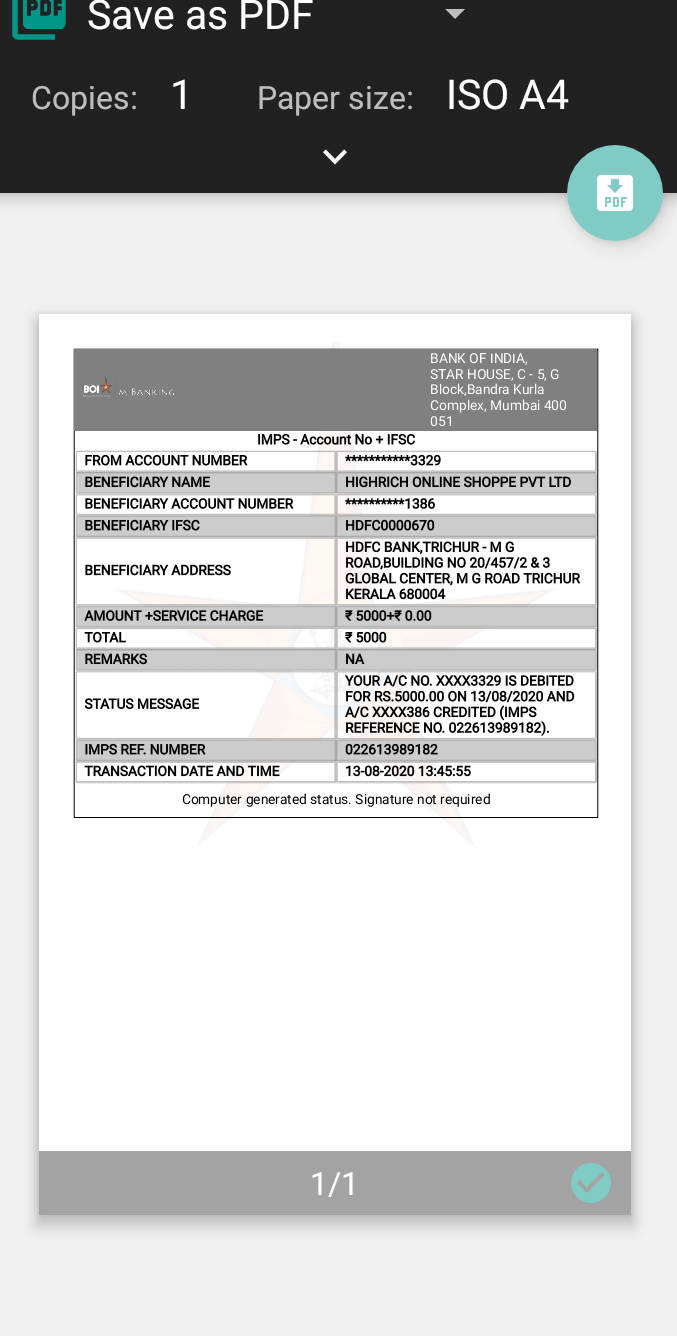 PDF
Save as PDF
Copies: 1 Paper size: ISO A4
PDF
BOI M BANKING
BANK OF INDIA,
STAR HOUSE, C - 5, G
Block,Bandra Kurla
Complex, Mumbai 400
051
IMPS - Account No + IFSC
FROM ACCOUNT NUMBER ***********3329
BENEFICIARY NAME HIGHRICH ONLINE SHOPPE PVT LTD
BENEFICIARY ACCOUNT NUMBER **********1386
BENEFICIARY IFSC HDFC0000670
BENEFICIARY ADDRESS
HDFC BANK,TRICHUR - M G
ROAD,BUILDING NO 20/457/2 & 3
GLOBAL CENTER, M G ROAD TRICHUR
KERALA 680004
AMOUNT +SERVICE CHARGE ₹ 5000+₹ 0.00
TOTAL ₹ 5000
REMARKS NA
STATUS MESSAGE
YOUR A/C NO. XXXX3329 IS DEBITED
FOR RS.5000.00 ON 13/08/2020 AND
A/C XXXX386 CREDITED (IMPS
REFERENCE NO. 022613989182).
IMPS REF. NUMBER 022613989182
TRANSACTION DATE AND TIME 13-08-2020 13:45:55
Computer generated status. Signature not required
1/1